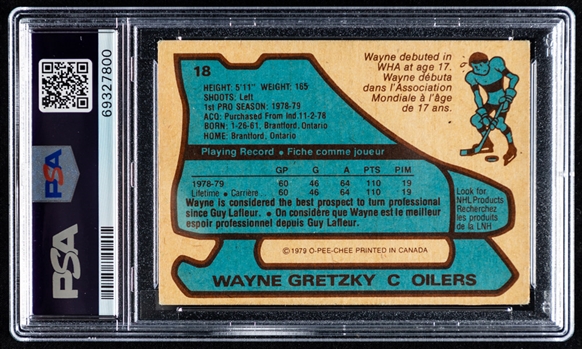 69327800
PSA
PSA
18
HEIGHT: 5'11" WEIGHT: 165
SHOOTS: Left
1st PRO SEASON: 1978-79
ACQ: Purchased From Ind. 11-2-78
BORN: 1-26-61, Brantford, Ontario
HOME: Brantford, Ontario
Wayne debuted in
WHA at age 17.
Wayne débuta
dans l'Association
Mondiale à l'âge
de 17 ans.
Playing Record • Fiche comme joueur
GP G A PTS PIM
1978-79 60 46 64 110 19
Lifetime • Carrière 60 46 64 110 19
Wayne is considered the best prospect to turn professional
since Guy Lafleur. • On considère que Wayne est le meilleur
espoir professionnel depuis Guy Lafleur.
Look for
NHL Products
Recherchez
les produits
de la LNH
©1979 O-PEE-CHEE PRINTED IN CANADA
WAYNE GRETZKY C OILERS